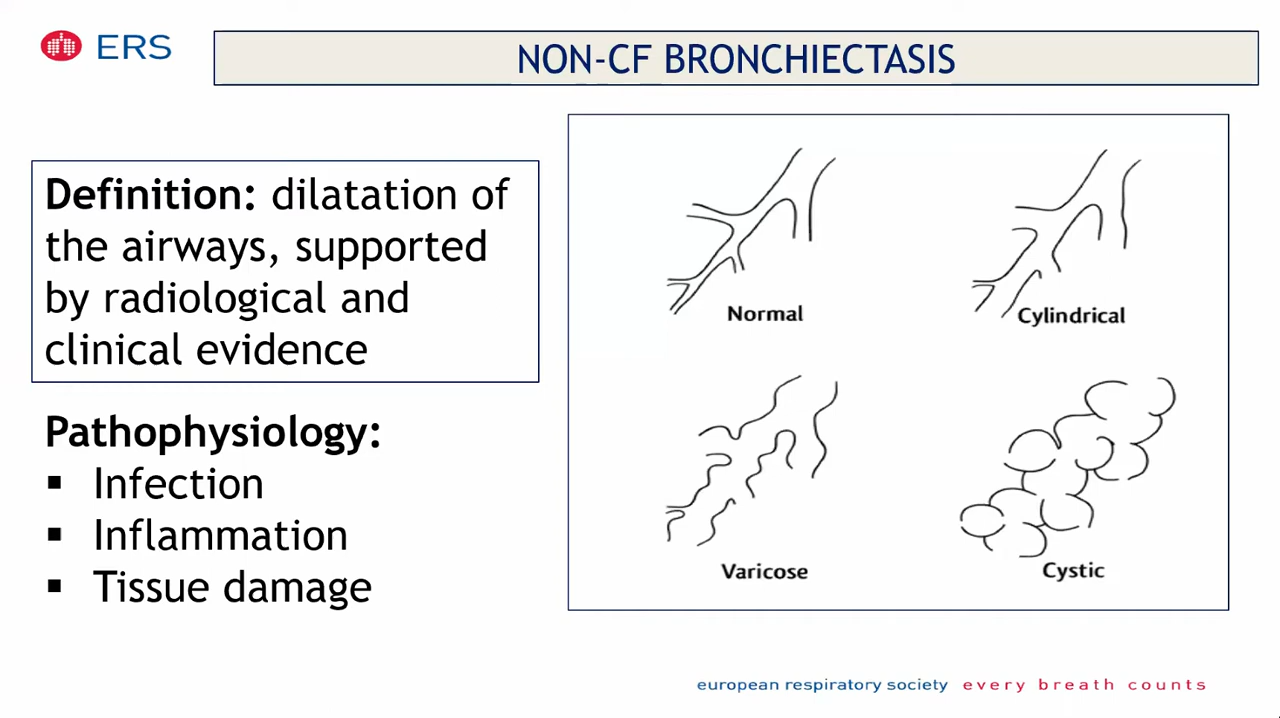 ERS
NON-CF BRONCHIECTASIS
Definition: dilatation of
the airways, supported
by radiological and
clinical evidence
Pathophysiology:
▪ Infection
▪ Inflammation
▪ Tissue damage
Normal
Cylindrical
Varicose
Cystic
european respiratory society every breath counts